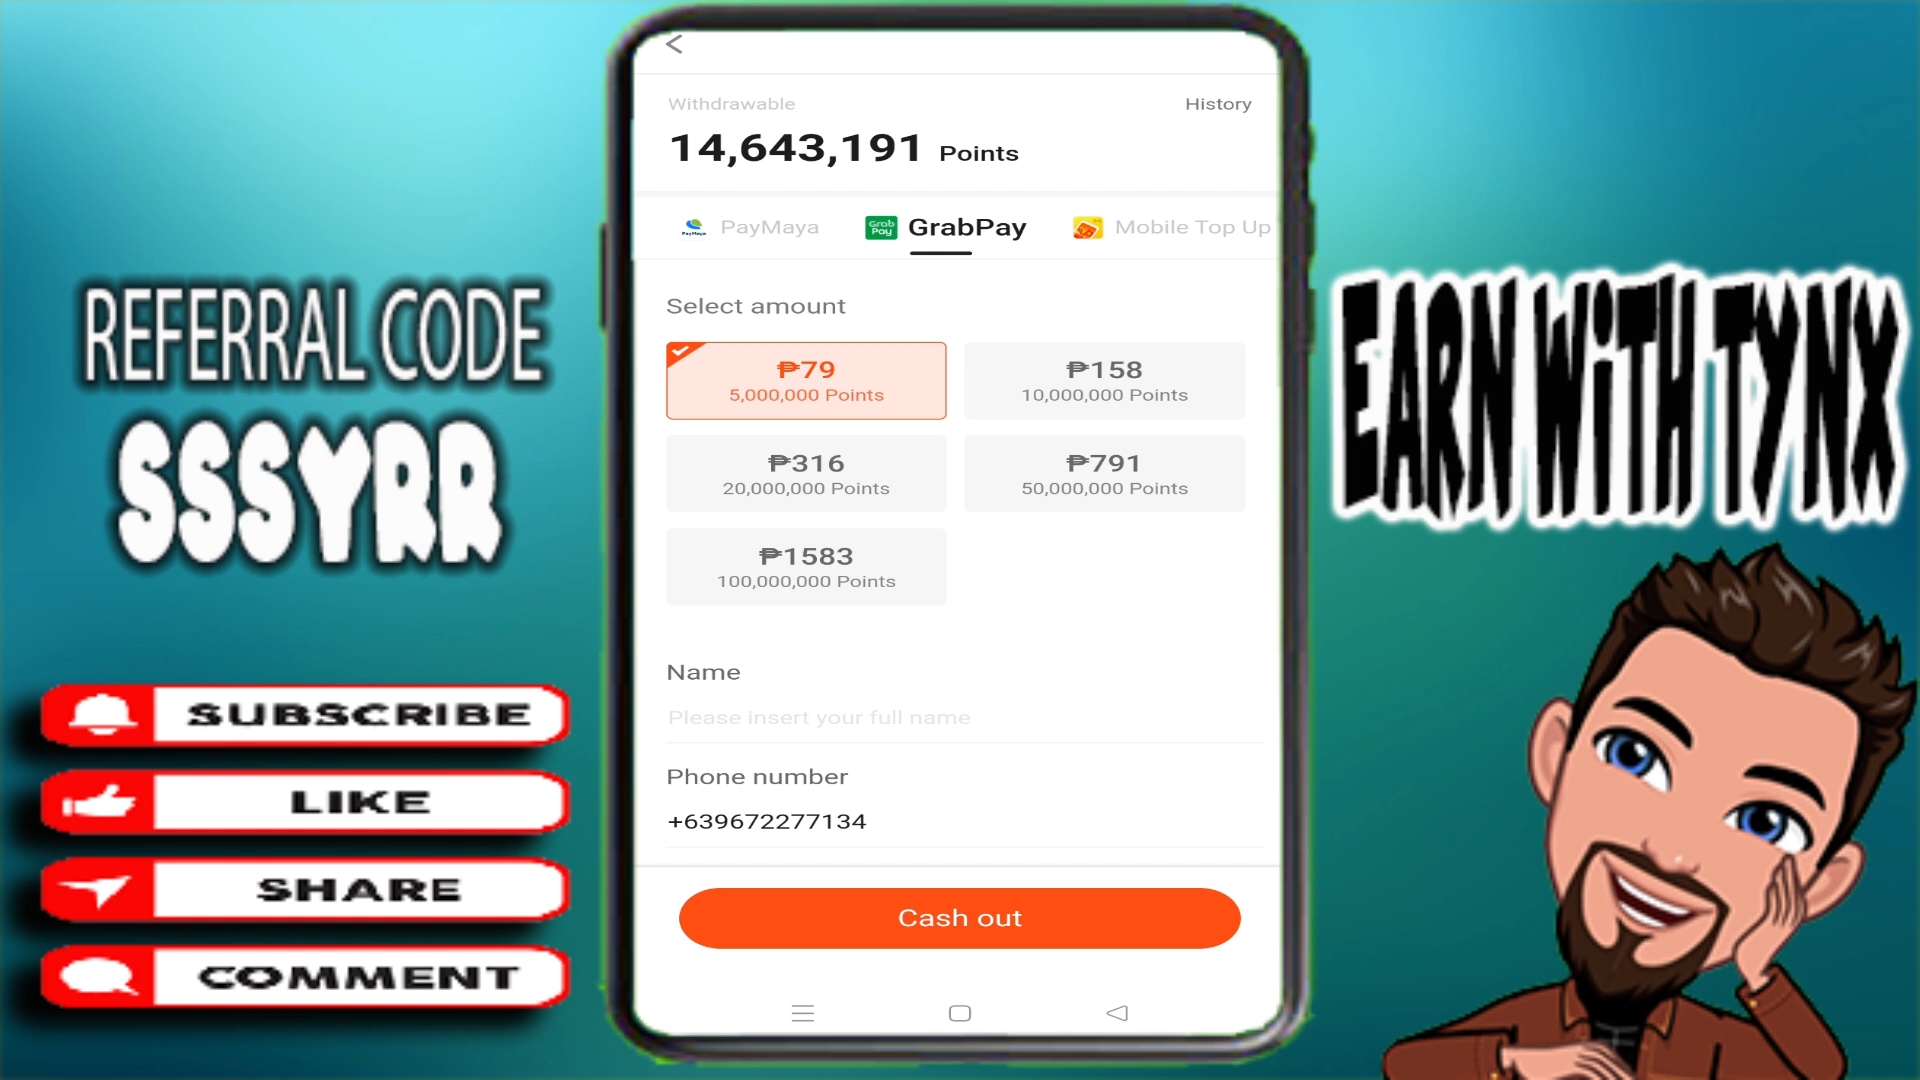 REFERRAL CODE
SSSYRR
SUBSCRIBE
LIKE
SHARE
COMMENT
Withdrawable
History
14,643,191 Points
PayMaya
PayMaya
Grab Pay
GrabPay
Mobile Top Up
Select amount
₱79
5,000,000 Points
₱158
10,000,000 Points
₱316
20,000,000 Points
₱791
50,000,000 Points
₱1583
100,000,000 Points
Name
Please insert your full name
Phone number
+639672277134
Cash out
EARN WiTH TYNX